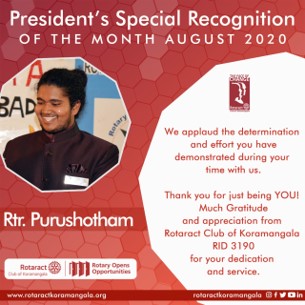 President's Special Recognition
OF THE MONTH AUGUST 2020
We applaud the determination
and effort you have
demonstrated during your
time with us.
Thank you for just being YOU!
Much Gratitude
and appreciation from
Rotaract Club of Koramangala
RID 3190
for your dedication
and service.
Rtr. Purushotham
Rotaract
Club of Koramangala
Rotary Opens
Opportunities
www.rotaractkoramangala.org
rotaractkoramangala